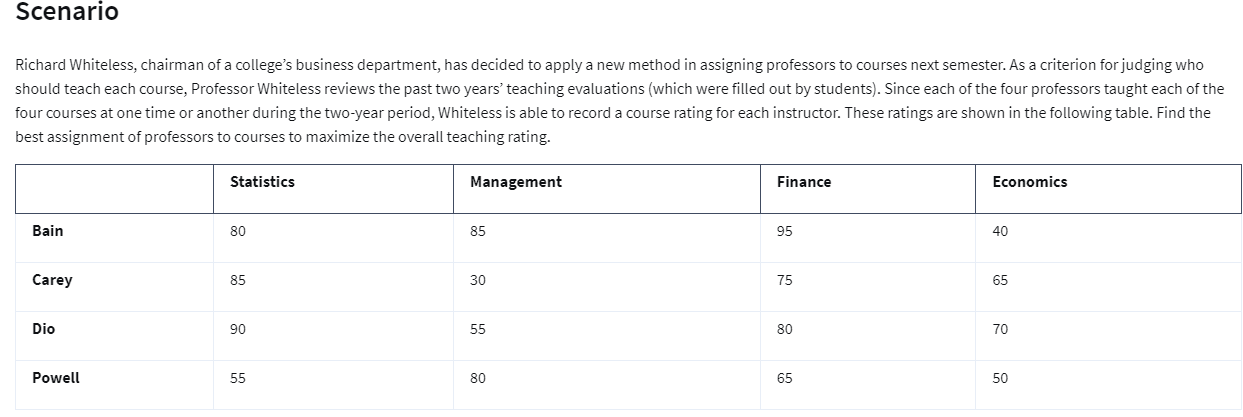 Scenario
Richard Whiteless, chairman of a college’s business department, has decided to apply a new method in assigning professors to courses next semester. As a criterion for judging who
should teach each course, Professor Whiteless reviews the past two years’ teaching evaluations (which were filled out by students). Since each of the four professors taught each of the
four courses at one time or another during the two-year period, Whiteless is able to record a course rating for each instructor. These ratings are shown in the following table. Find the
best assignment of professors to courses to maximize the overall teaching rating.
Statistics Management Finance Economics
Bain 80 85 95 40
Carey 85 30 75 65
Dio 90 55 80 70
Powell 55 80 65 50